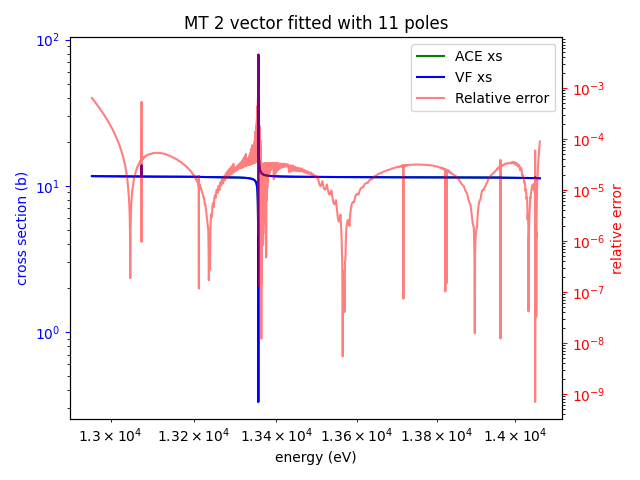 MT 2 vector fitted with 11 poles
10²
10¹
10⁰
cross section (b)
ACE xs
VF xs
Relative error
10⁻³
10⁻⁴
10⁻⁵
10⁻⁶
10⁻⁷
10⁻⁸
10⁻⁹
relative error
1.3 × 10⁴ 1.32 × 10⁴ 1.34 × 10⁴ 1.36 × 10⁴ 1.38 × 10⁴ 1.4 × 10⁴
energy (eV)